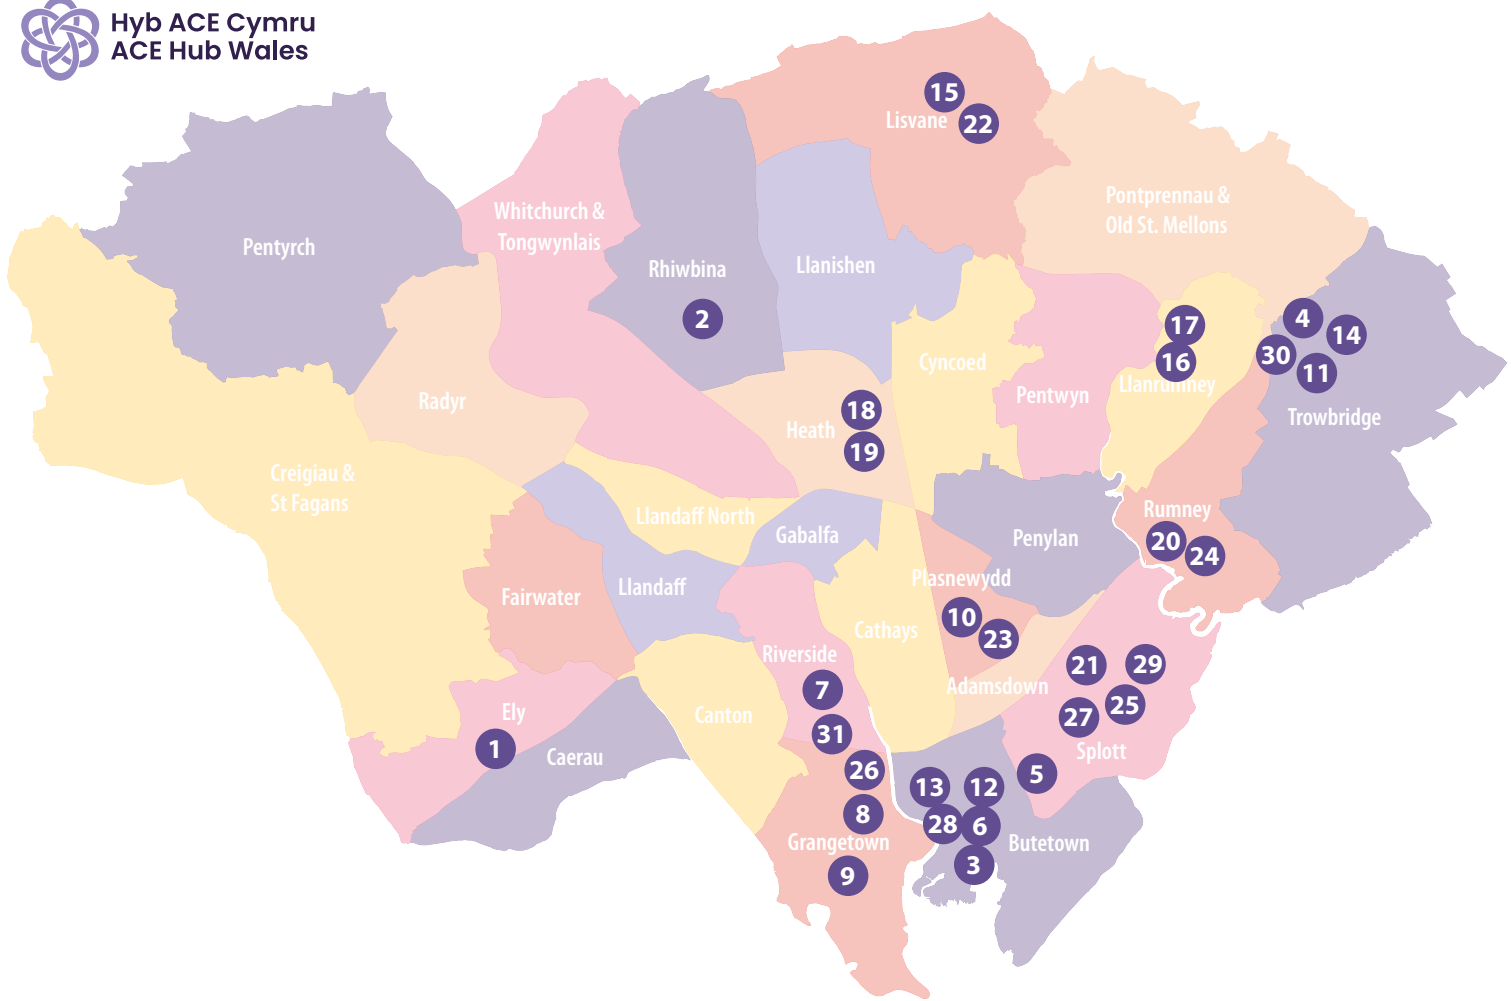 Hyb ACE Cymru
ACE Hub Wales
15
Lisvane
22
Pontprennau &
Old St. Mellons
Whitchurch &
Tongwynlais
Pentyrch
Rhiwbina
2
Llanishen
17
16
Llanrumney
4
14
30
11
Trowbridge
Cyncoed
Pentwyn
Radyr
Heath
18
19
Creigiau &
St Fagans
Llandaff North
Gabalfa
Penylan
Rumney
20
24
Plasnewydd
10
23
Fairwater
Llandaff
Cathays
Riverside
7
31
Adamsdown
21
29
25
27
Splott
5
Ely
1
Caerau
Canton
26
8
Grangetown
9
13
12
28
6
3
Butetown